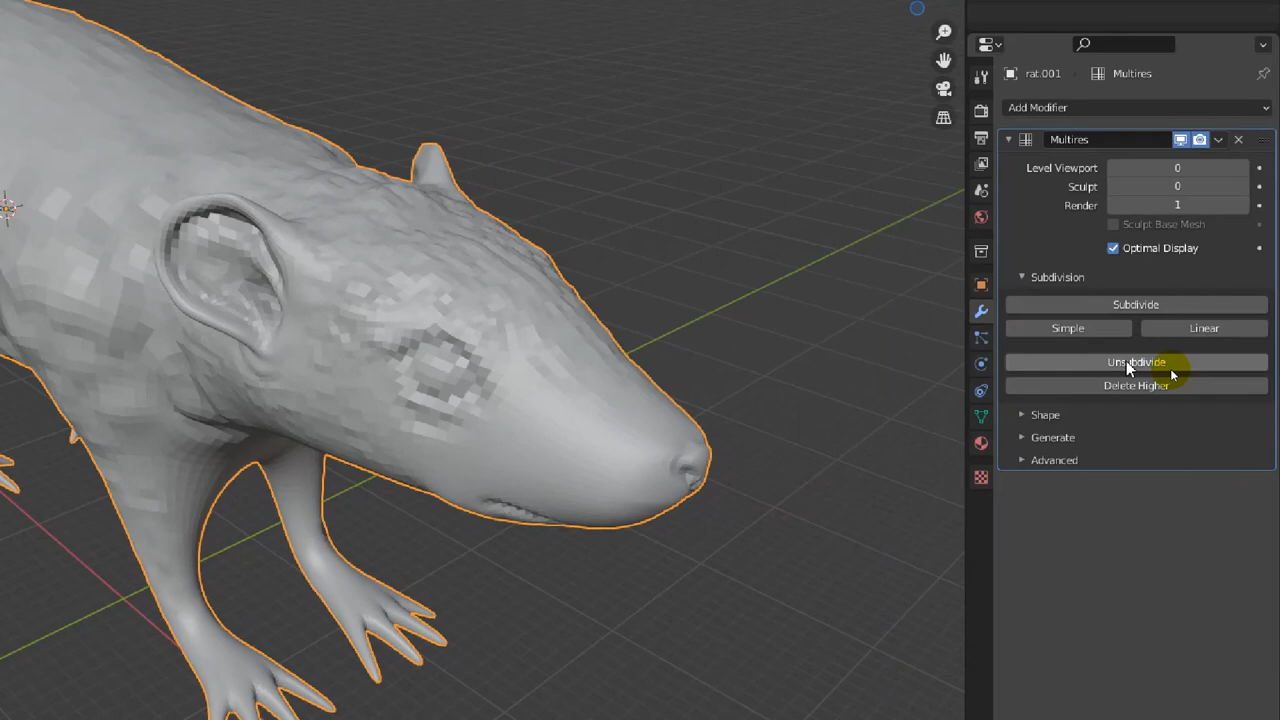 rat.001
Multires
Add Modifier
Multires
Level Viewport 0
Sculpt 0
Render 1
Sculpt Base Mesh
Optimal Display
Subdivision
Subdivide
Simple
Linear
Unsubdivide
Delete Higher
Shape
Generate
Advanced